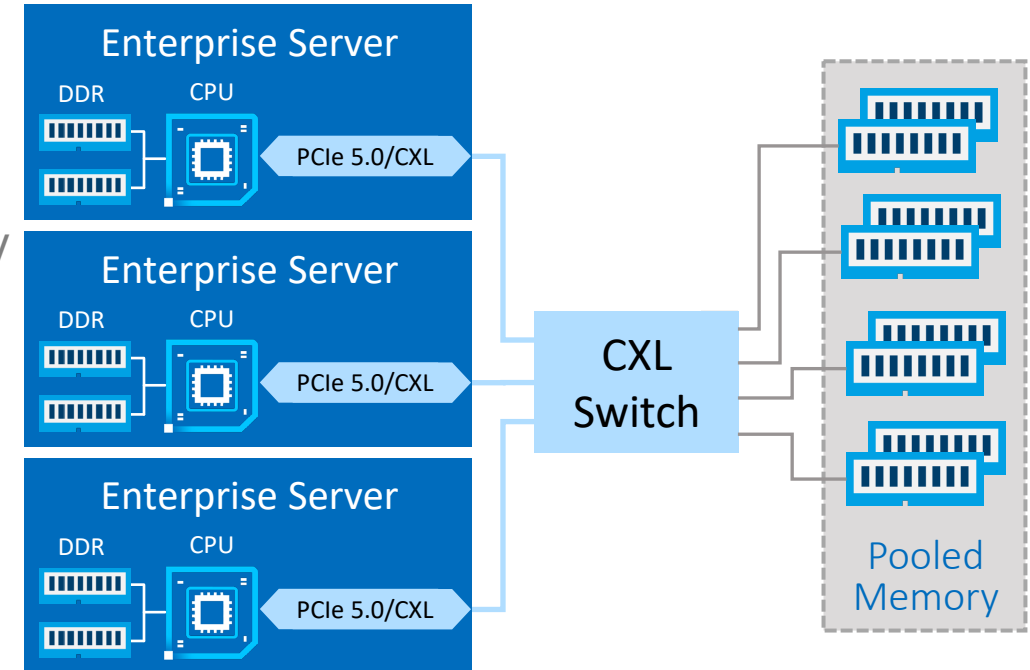 Enterprise Server
DDR
CPU
PCIe 5.0/CXL
y
Enterprise Server
DDR
CPU
PCIe 5.0/CXL
Enterprise Server
DDR
CPU
PCIe 5.0/CXL
CXL
Switch
Pooled
Memory